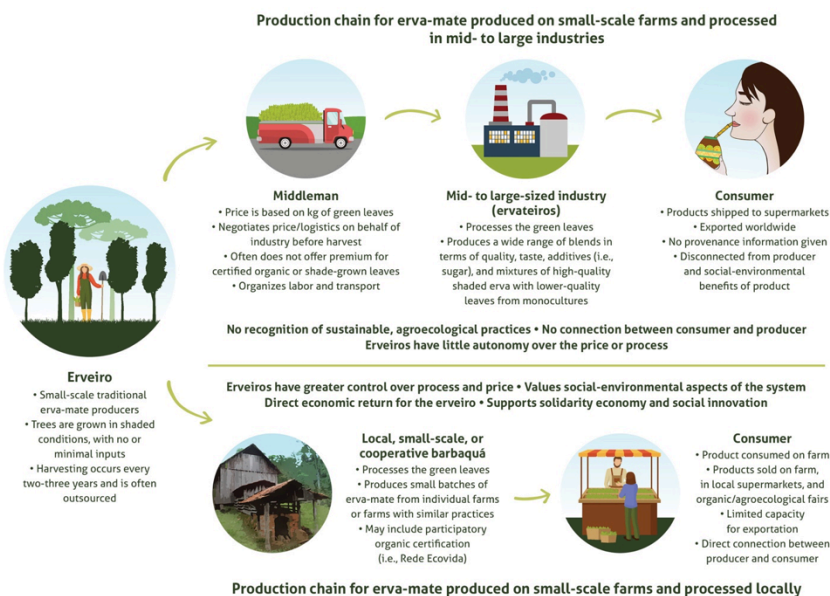 Production chain for erva-mate produced on small-scale farms and processed
in mid- to large industries
Middleman
• Price is based on kg of green leaves
• Negotiates price/logistics on behalf of
industry before harvest
• Often does not offer premium for
certified organic or shade-grown leaves
• Organizes labor and transport
Mid- to large-sized industry
(ervateiros)
• Processes the green leaves
• Produces a wide range of blends in
terms of quality, taste, additives (i.e.,
sugar), and mixtures of high-quality
shaded erva with lower-quality
leaves from monocultures
Consumer
• Products shipped to supermarkets
• Exported worldwide
• No provenance information given
• Disconnected from producer
and social-environmental
benefits of product
No recognition of sustainable, agroecological practices • No connection between consumer and producer
Erveiros have little autonomy over the price or process
Erveiro
• Small-scale traditional
erva-mate producers
• Trees are grown in shaded
conditions, with no or
minimal inputs
• Harvesting occurs every
two-three years and is often
outsourced
Erveiros have greater control over process and price • Values social-environmental aspects of the system
Direct economic return for the erveiro • Supports solidarity economy and social innovation
Local, small-scale, or
cooperative barbaquá
• Processes the green leaves
• Produces small batches of
erva-mate from individual farms
or farms with similar practices
• May include participatory
organic certification
(i.e., Rede Ecovida)
Consumer
• Product consumed on farm
• Products sold on farm,
in local supermarkets, and
organic/agroecological fairs
• Limited capacity
for exportation
• Direct connection between
producer and consumer
Production chain for erva-mate produced on small-scale farms and processed locally